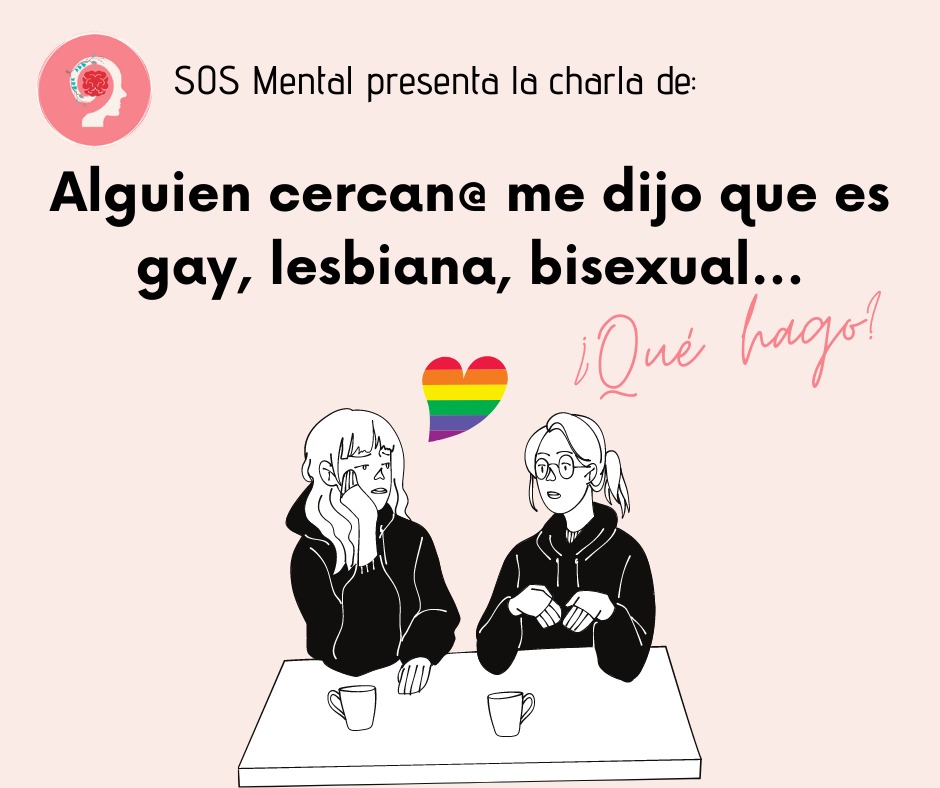 SOS Mental presenta la charla de:
Alguien cercan@ me dijo que es
gay, lesbiana, bisexual...
¿Qué hago?